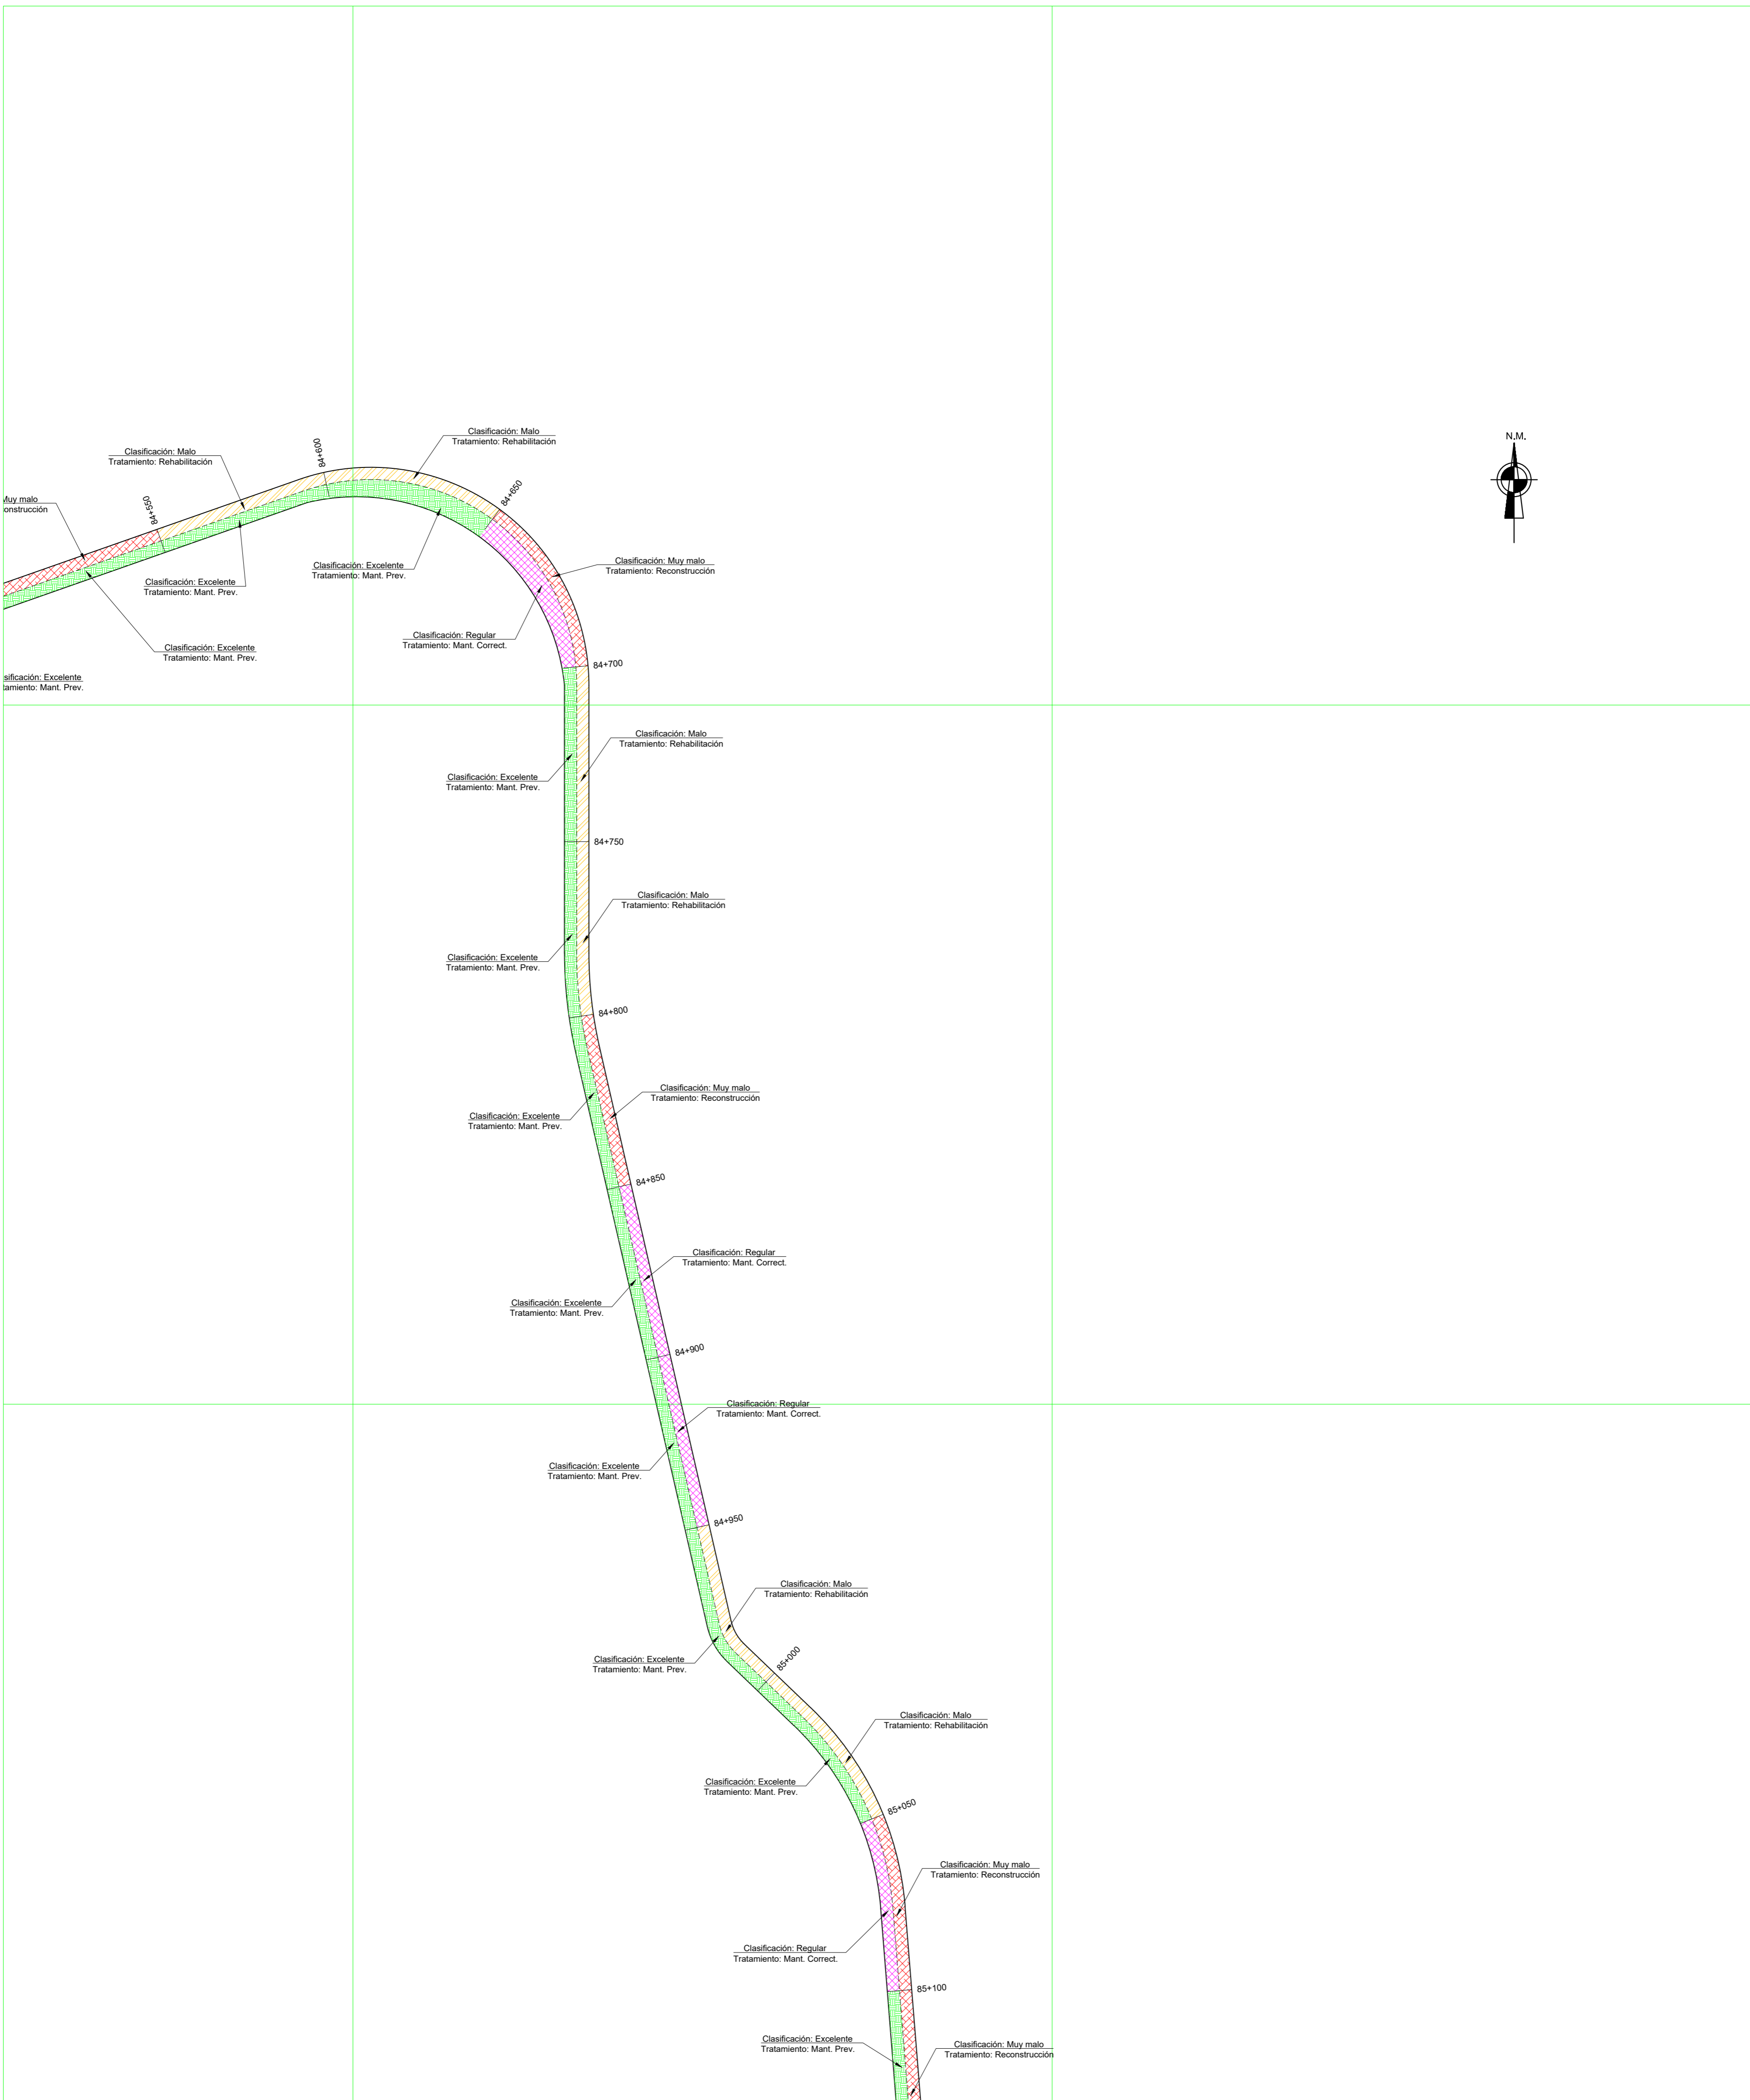 N.M.
Clasificación: Malo
Tratamiento: Rehabilitación
84+600
Clasificación: Malo
Tratamiento: Rehabilitación
84+650
Muy malo
84+550
Clasificación: Muy malo
Tratamiento: Reconstrucción
Clasificación: Excelente
Tratamiento: Mant. Prev.
Clasificación: Excelente
Tratamiento: Mant. Prev.
Clasificación: Regular
Tratamiento: Mant. Correct.
Clasificación: Excelente
Tratamiento: Mant. Prev.
84+700
Excelente
Mant. Prev.
Clasificación: Malo
Tratamiento: Rehabilitación
Clasificación: Excelente
Tratamiento: Mant. Prev.
84+750
Clasificación: Malo
Tratamiento: Rehabilitación
Clasificación: Excelente
Tratamiento: Mant. Prev.
84+800
Clasificación: Muy malo
Tratamiento: Reconstrucción
Clasificación: Excelente
Tratamiento: Mant. Prev.
84+850
Clasificación: Regular
Tratamiento: Mant. Correct.
Clasificación: Excelente
Tratamiento: Mant. Prev.
84+900
Clasificación: Regular
Tratamiento: Mant. Correct.
Clasificación: Excelente
Tratamiento: Mant. Prev.
84+950
Clasificación: Malo
Tratamiento: Rehabilitación
Clasificación: Excelente
Tratamiento: Mant. Prev.
85+000
Clasificación: Malo
Tratamiento: Rehabilitación
Clasificación: Excelente
Tratamiento: Mant. Prev.
85+050
Clasificación: Muy malo
Tratamiento: Reconstrucción
Clasificación: Regular
Tratamiento: Mant. Correct.
85+100
Clasificación: Excelente
Tratamiento: Mant. Prev.
Clasificación: Muy malo
Tratamiento: Reconstrucción